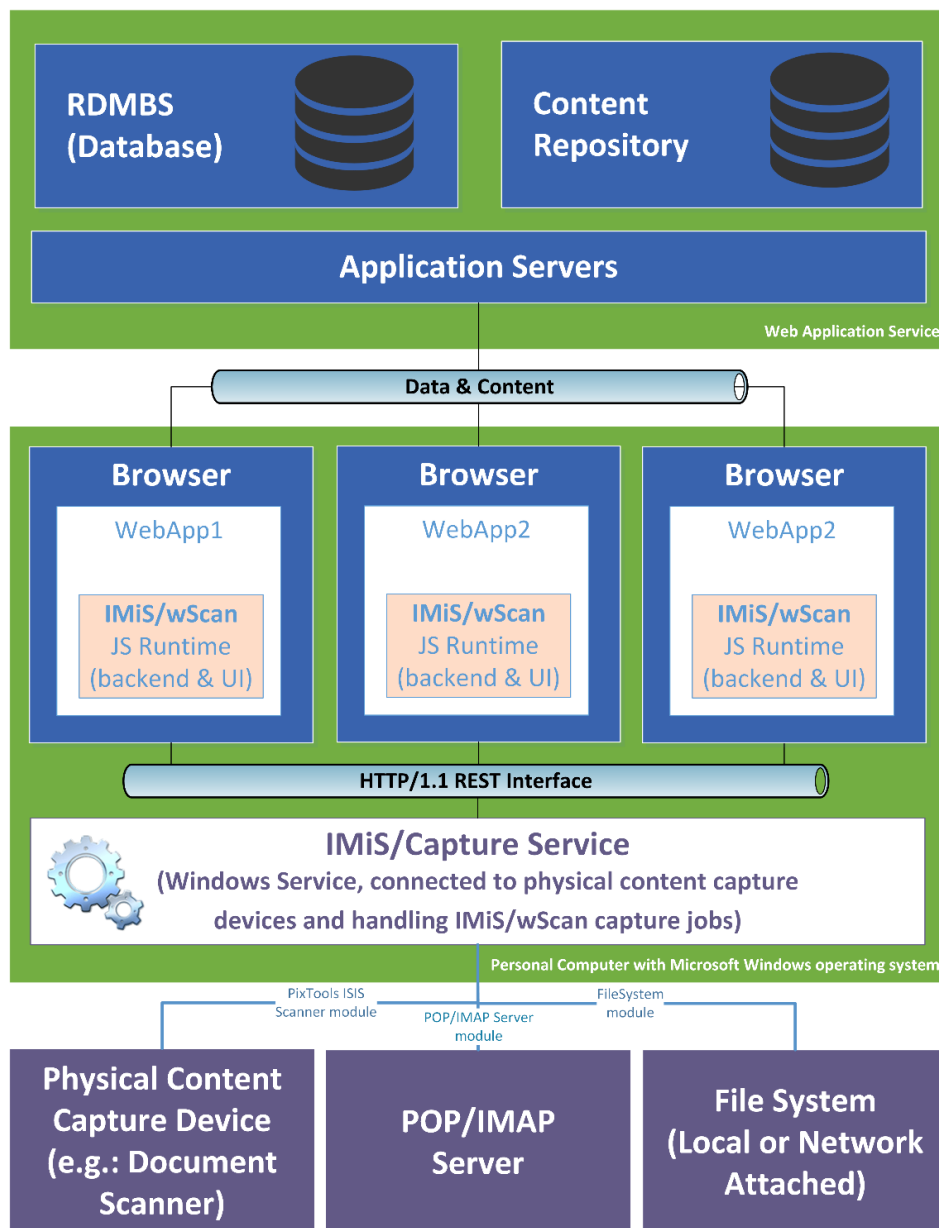 RDMBS
(Database)
Content
Repository
Application Servers
Web Application Service
Data & Content
Browser
WebApp1
IMiS/wScan
JS Runtime
(backend & UI)
Browser
WebApp2
IMiS/wScan
JS Runtime
(backend & UI)
Browser
WebApp2
IMiS/wScan
JS Runtime
(backend & UI)
HTTP/1.1 REST Interface
IMiS/Capture Service
(Windows Service, connected to physical content capture
devices and handling IMiS/wScan capture jobs)
Personal Computer with Microsoft Windows operating system
PixTools ISIS
Scanner module
POP/IMAP Server
module
FileSystem
module
Physical Content
Capture Device
(e.g.: Document
Scanner)
POP/IMAP
Server
File System
(Local or Network
Attached)